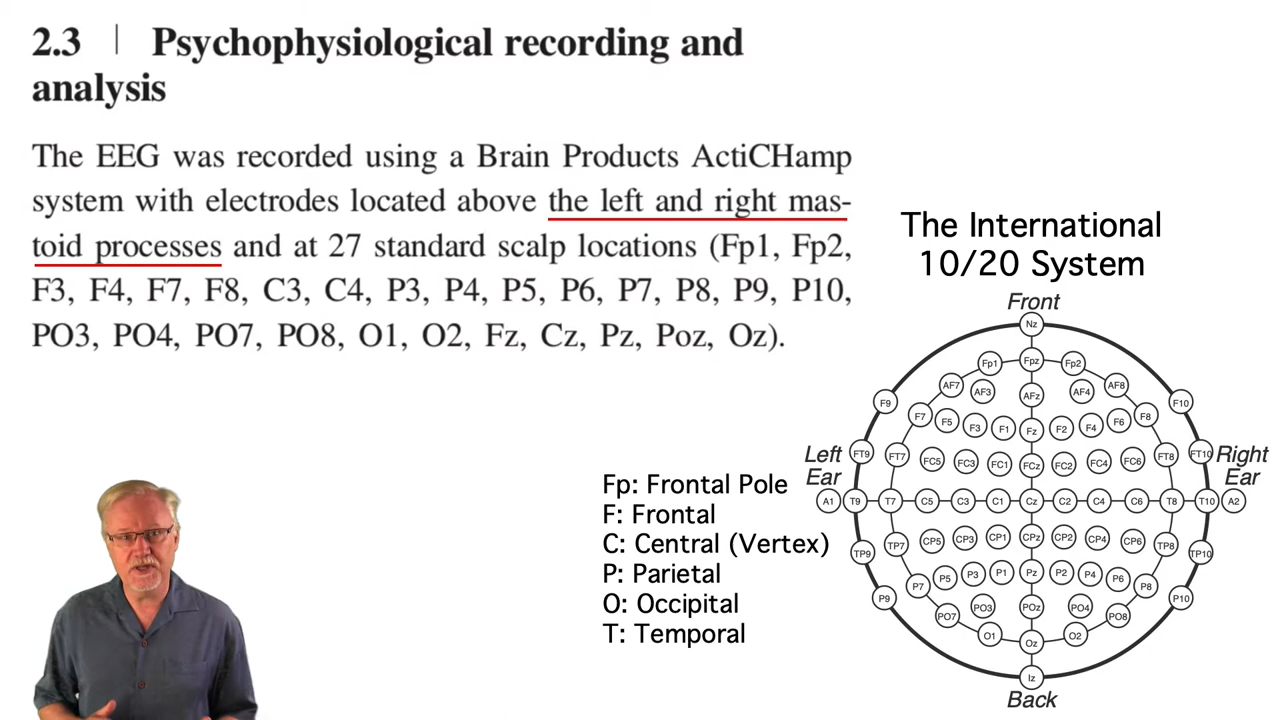 2.3 | Psychophysiological recording and
analysis
The EEG was recorded using a Brain Products ActiCHamp
system with electrodes located above the left and right mas-
toid processes and at 27 standard scalp locations (Fp1, Fp2,
F3, F4, F7, F8, C3, C4, P3, P4, P5, P6, P7, P8, P9, P10,
PO3, PO4, PO7, PO8, O1, O2, Fz, Cz, Pz, Poz, Oz).
The International
10/20 System
Front
Nz
Fp1 Fpz Fp2
AF7 AF3 AFz AF4 AF8
F9 F10
F7 F5 F3 F1 Fz F2 F4 F6 F8
Left
Ear
Right
Ear
FT9 FT7 FC5 FC3 FC1 FCz FC2 FC4 FC6 FT8 FT10
A1 T9 T7 C5 C3 C1 Cz C2 C4 C6 T8 T10 A2
TP9 TP7 CP5 CP3 CP1 CPz CP2 CP4 CP6 TP8 TP10
P9 P7 P5 P3 P1 Pz P2 P4 P6 P8 P10
PO7 PO3 POz PO4 PO8
O1 Oz O2
Iz
Back
Fp: Frontal Pole
F: Frontal
C: Central (Vertex)
P: Parietal
O: Occipital
T: Temporal